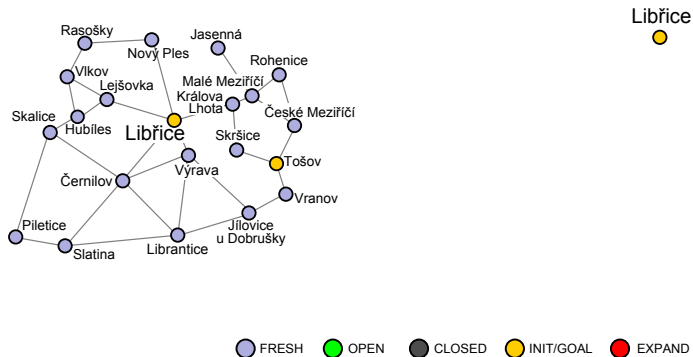 Libřice
Rasošky
Jasenná
Nový Ples
Rohenice
Vlkov
Lejšovka
Malé Meziříčí
Králova
Lhota
České Meziříčí
Skalice
Hubíles
Libřice
Skršice
Tošov
Výrava
Černilov
Vranov
Piletice
Jílovice
u Dobrušky
Slatina
Librantice
FRESH
OPEN
CLOSED
INIT/GOAL
EXPAND